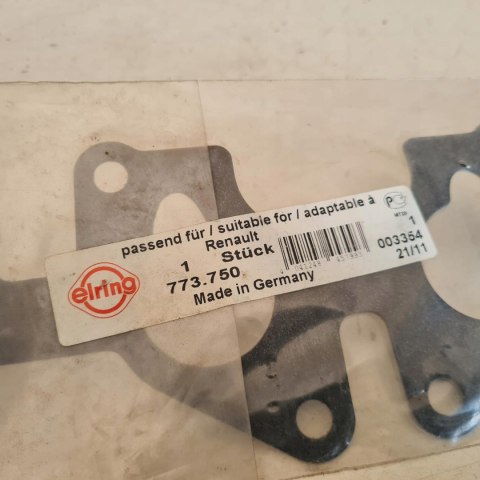 passend für / suitable for / adaptable à
Renault
1 Stück
773.750
Made in Germany
elring
1
003354
21/11